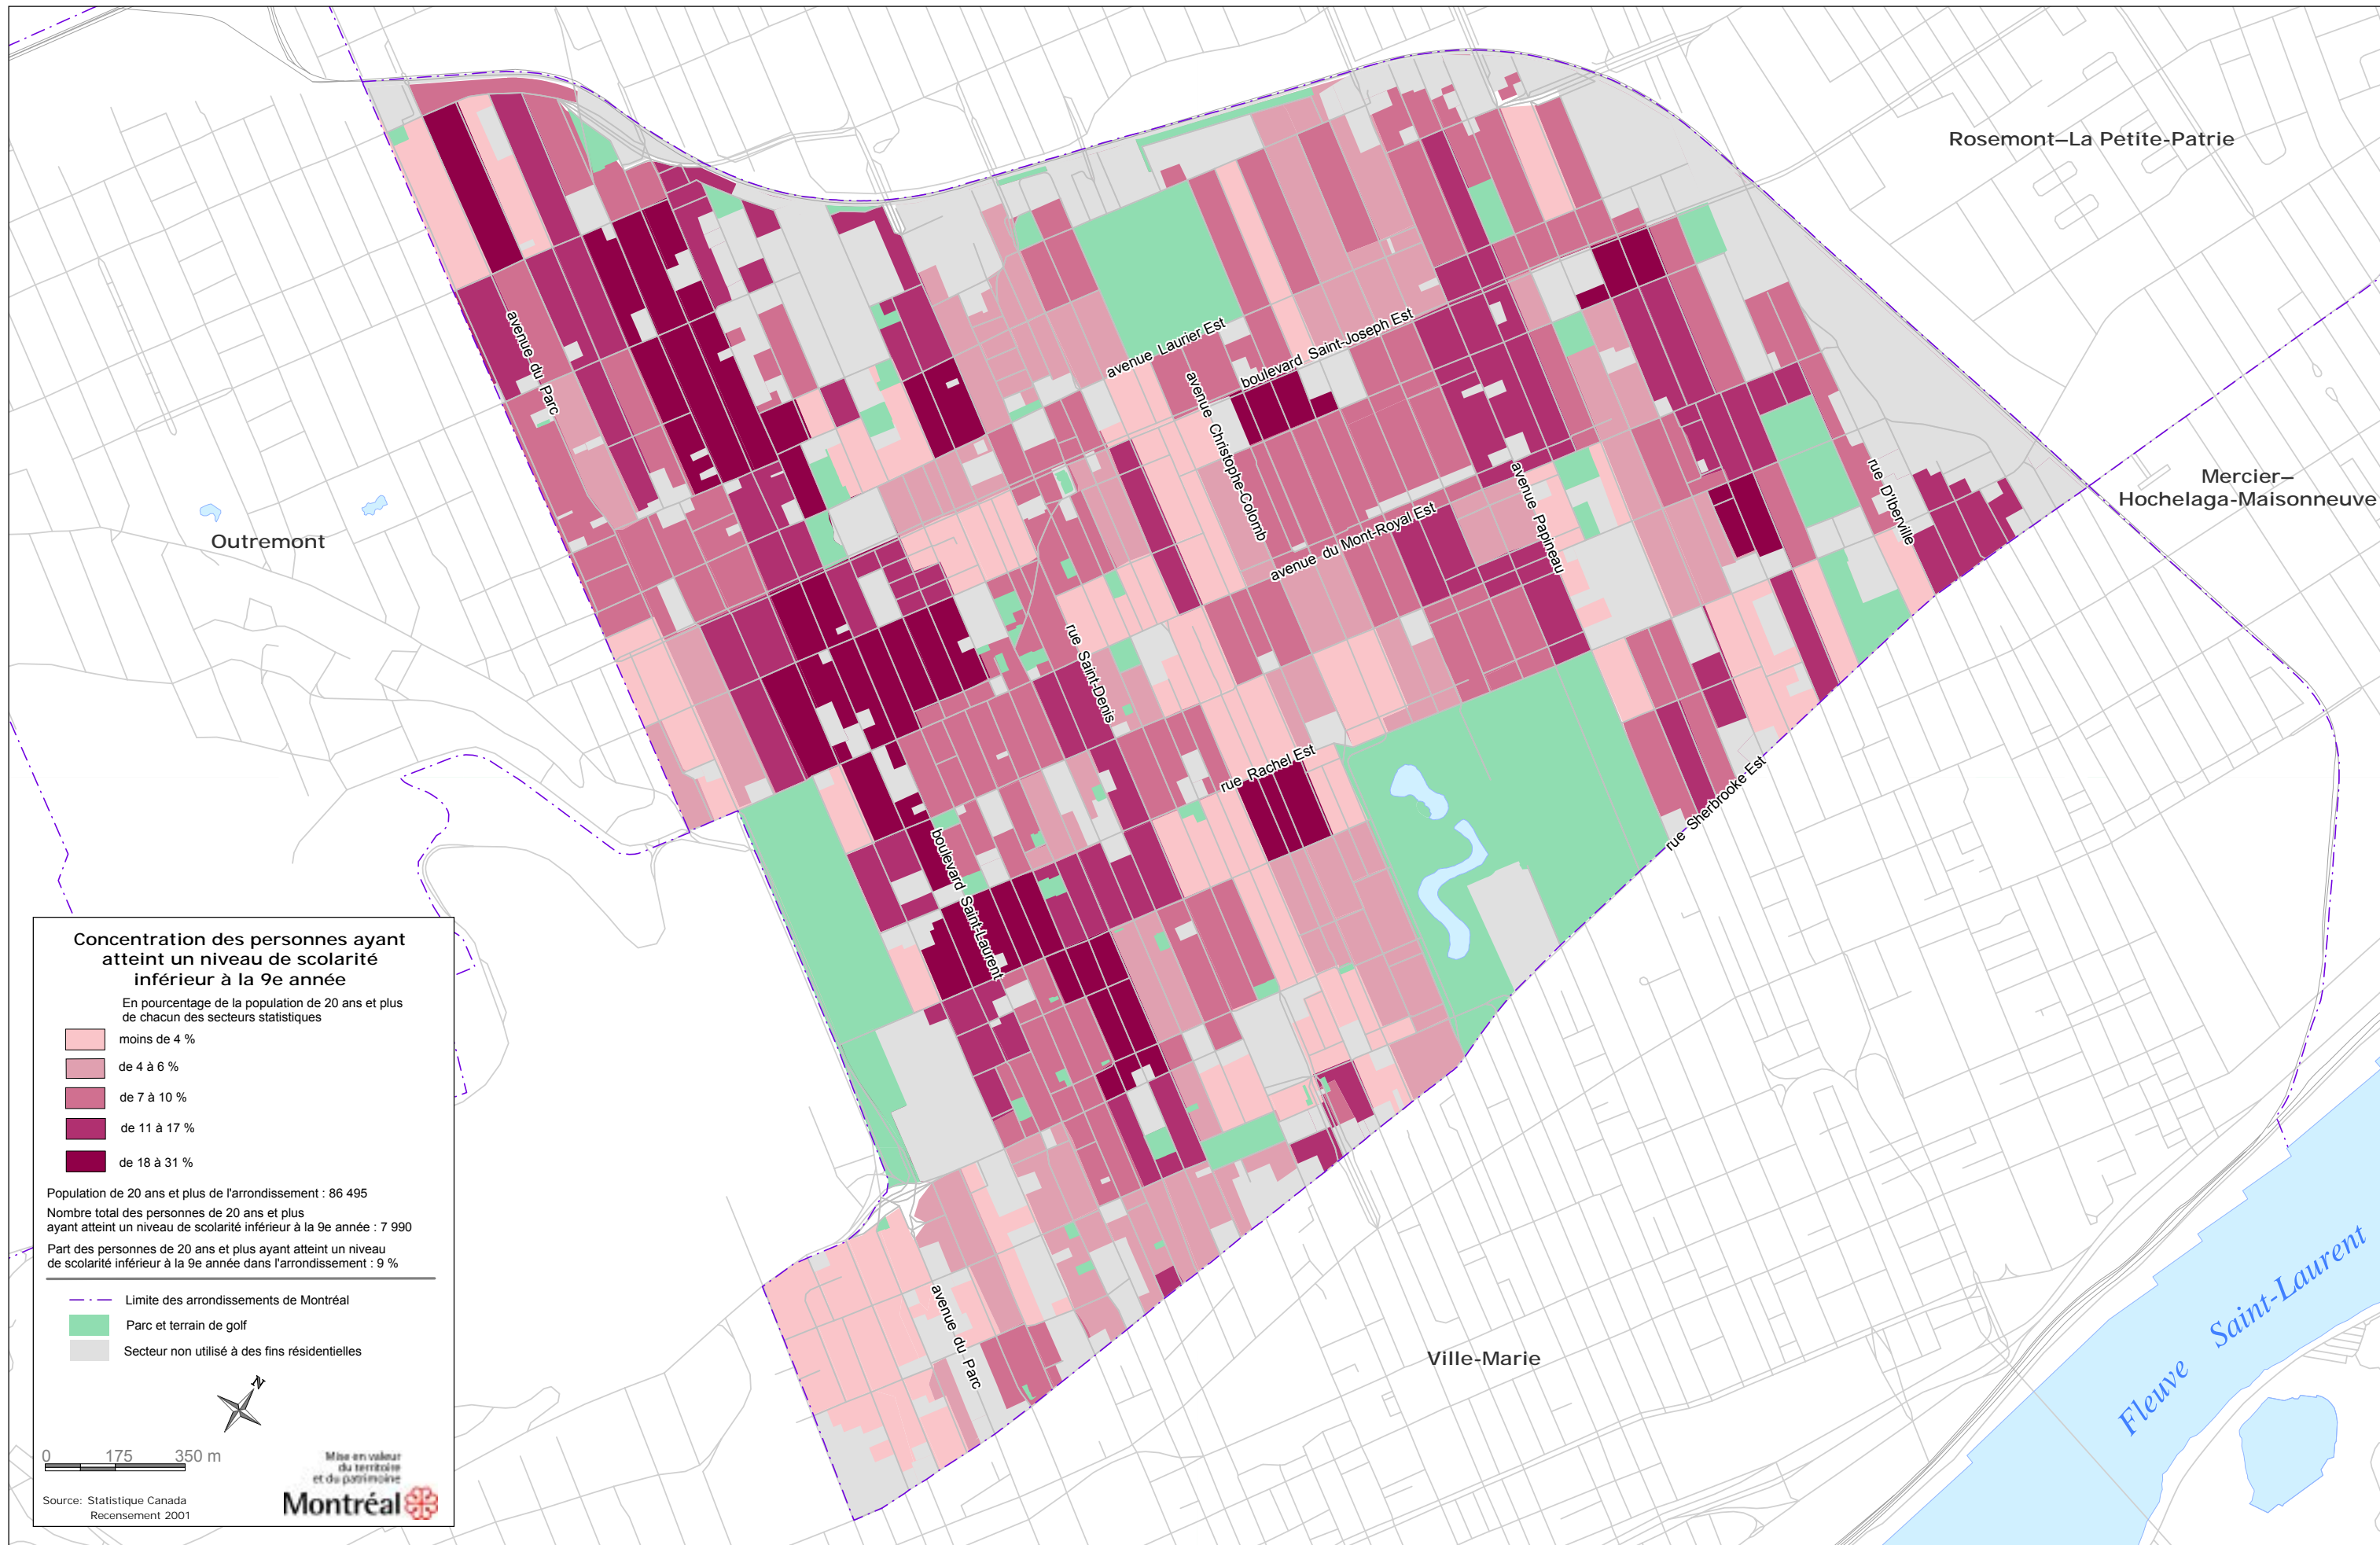 Rosemont–La Petite-Patrie
Mercier–
Hochelaga-Maisonneuve
Outremont
Ville-Marie
Fleuve Saint-Laurent
avenue du Parc
avenue Laurier Est
boulevard Saint-Joseph Est
avenue Christophe-Colomb
avenue du Mont-Royal Est
avenue Papineau
rue D'Iberville
rue Saint-Denis
rue Rachel Est
rue Sherbrooke Est
boulevard Saint-Laurent
avenue du Parc
Concentration des personnes ayant
atteint un niveau de scolarité
inférieur à la 9e année
En pourcentage de la population de 20 ans et plus
de chacun des secteurs statistiques
moins de 4 %
de 4 à 6 %
de 7 à 10 %
de 11 à 17 %
de 18 à 31 %
Population de 20 ans et plus de l'arrondissement : 86 495
Nombre total des personnes de 20 ans et plus
ayant atteint un niveau de scolarité inférieur à la 9e année : 7 990
Part des personnes de 20 ans et plus ayant atteint un niveau
de scolarité inférieur à la 9e année dans l'arrondissement : 9 %
Limite des arrondissements de Montréal
Parc et terrain de golf
Secteur non utilisé à des fins résidentielles
N
0 175 350 m
Mise en valeur
du territoire
et du patrimoine
Montréal
Source: Statistique Canada
Recensement 2001